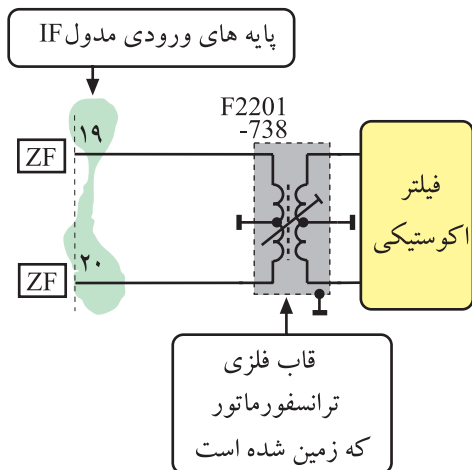 پایه های ورودی مدول IF
F2201
-738
۱۹
ZF
۲۰
ZF
فیلتر
اکوستیکی
قاب فلزی
ترانسفورماتور
که زمین شده است